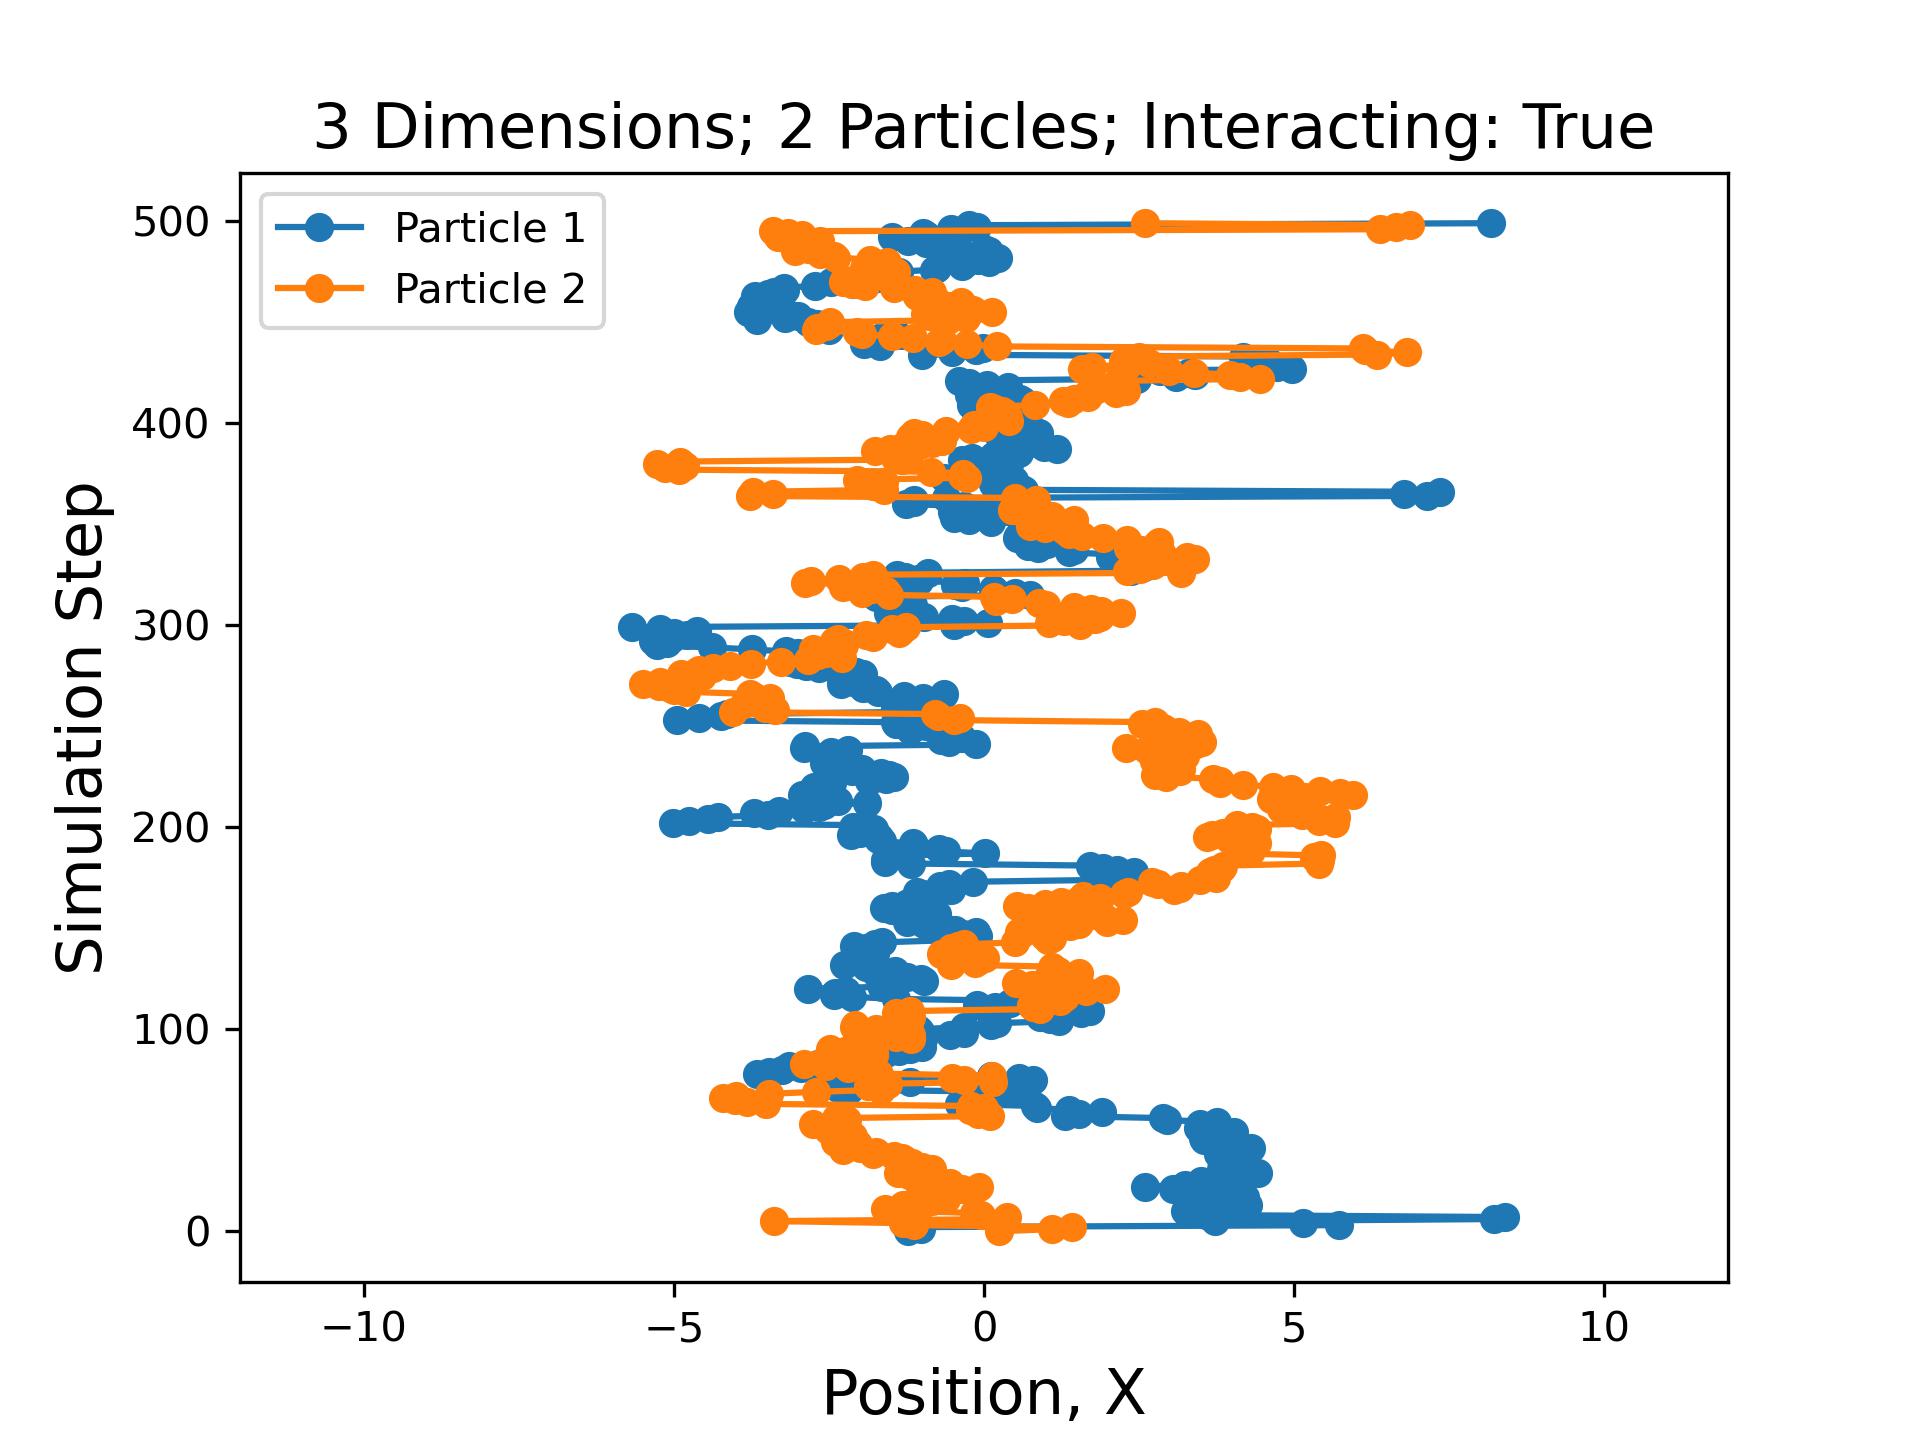 3 Dimensions; 2 Particles; Interacting: True
Particle 1
Particle 2
Simulation Step
500
400
300
200
100
0
−10
−5
0
5
10
Position, X